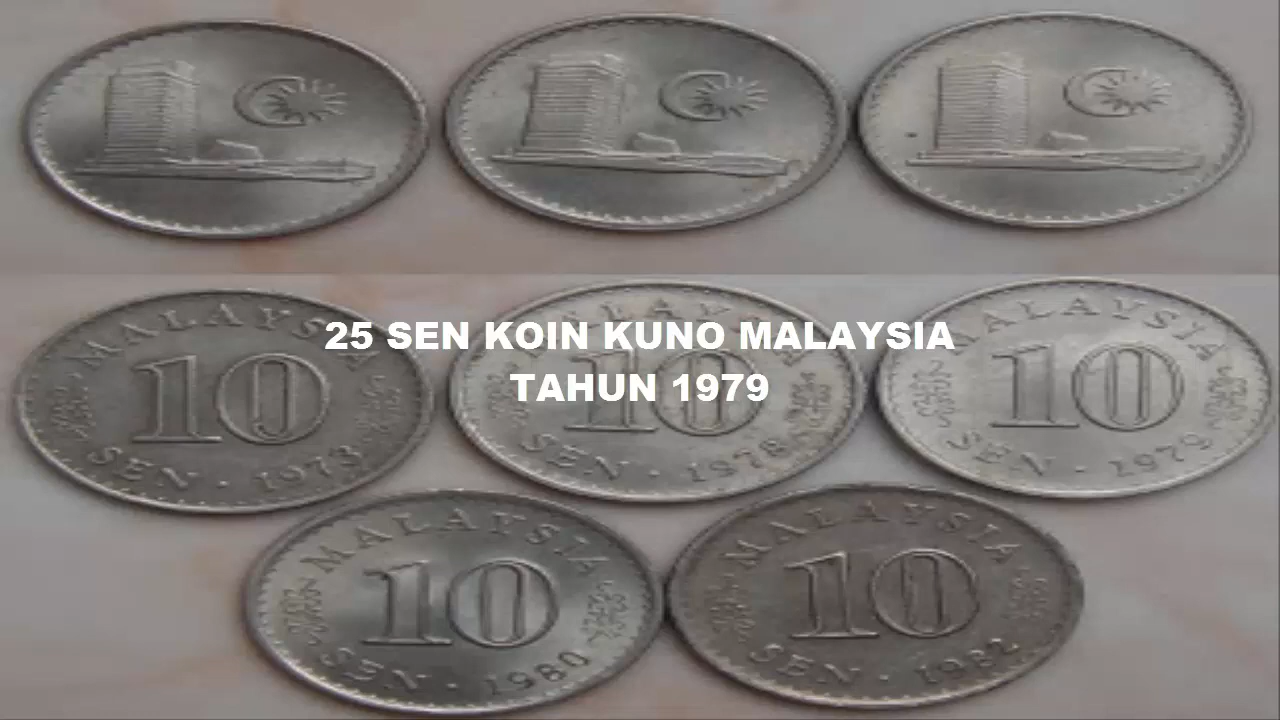 25 SEN KOIN KUNO MALAYSIA
TAHUN 1979
MALAYSIA
10
SEN · 1973
MALAYSIA
10
SEN · 1978
MALAYSIA
10
SEN · 1979
MALAYSIA
10
SEN · 1980
MALAYSIA
10
SEN · 1982